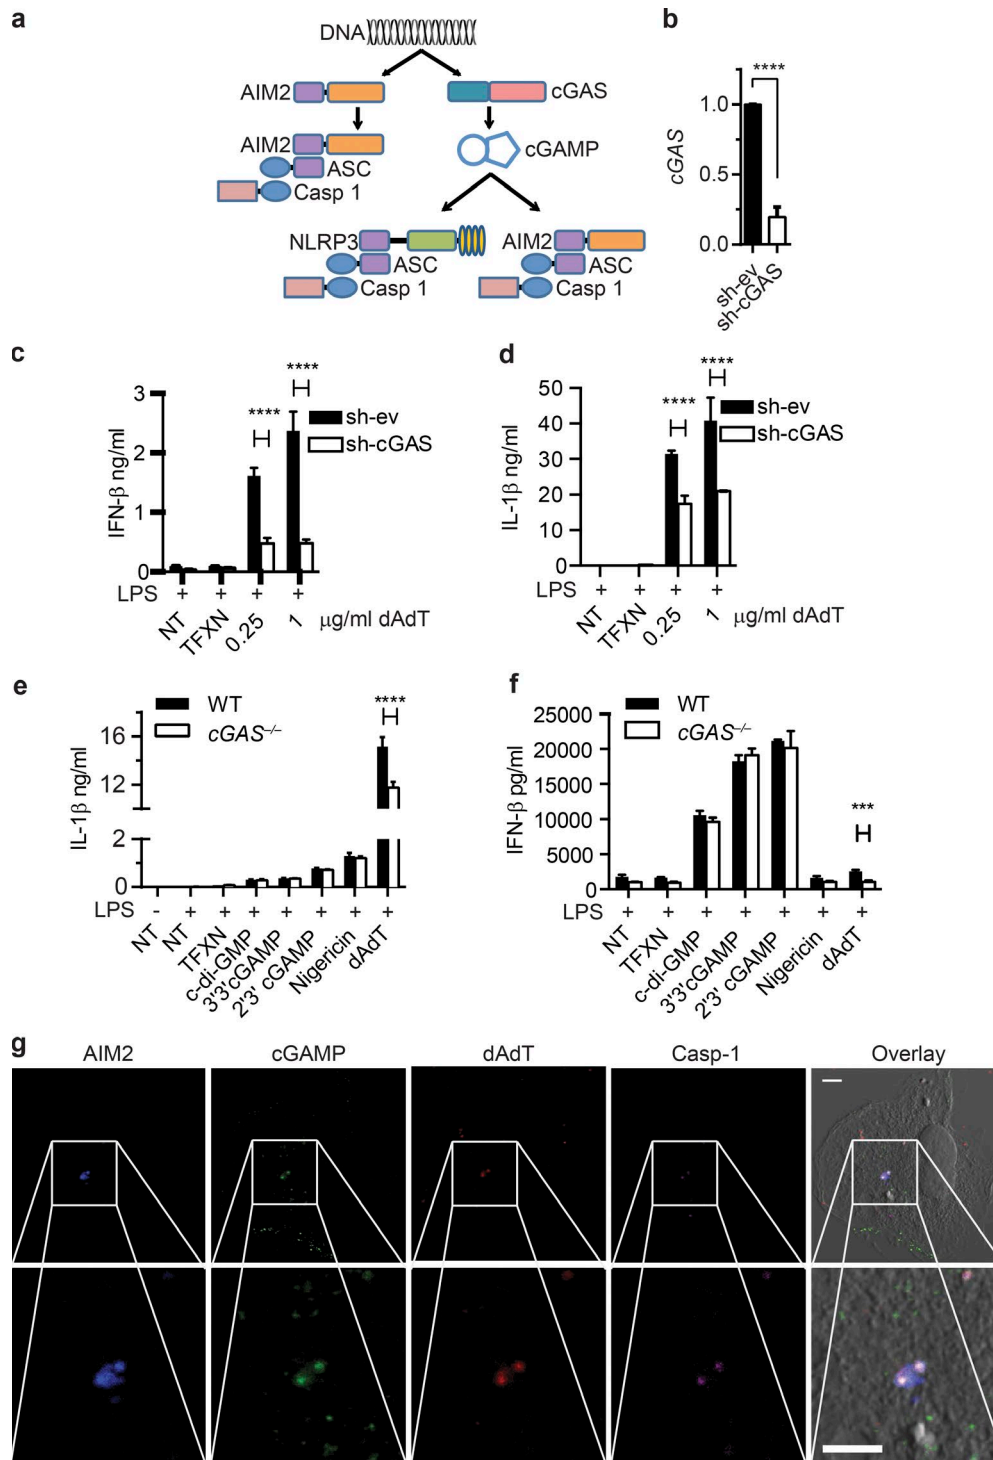 a
DNA
AIM2
cGAS
AIM2
ASC
Casp 1
cGAMP
NLRP3
ASC
Casp 1
AIM2
ASC
Casp 1
b
****
cGAS
1.0
0.5
0.0
sh-ev
sh-cGAS
c
IFN-β ng/ml
3
2
1
0
****
****
sh-ev
sh-cGAS
LPS + + + +
NT TFXN 0.25 1 μg/ml dAdT
d
IL-1β ng/ml
50
40
30
20
10
0
****
****
sh-ev
sh-cGAS
LPS + + + +
NT TFXN 0.25 1 μg/ml dAdT
e
WT
cGAS–/–
****
IL-1β ng/ml
16
12
2
0
LPS - + + + + + + +
NT NT TFXN c-di-GMP 3'3'cGAMP 2'3' cGAMP Nigericin dAdT
f
WT
cGAS–/–
***
IFN-β pg/ml
25000
20000
15000
10000
5000
0
LPS + + + + + + +
NT TFXN c-di-GMP 3'3'cGAMP 2'3' cGAMP Nigericin dAdT
g
AIM2 cGAMP dAdT Casp-1 Overlay